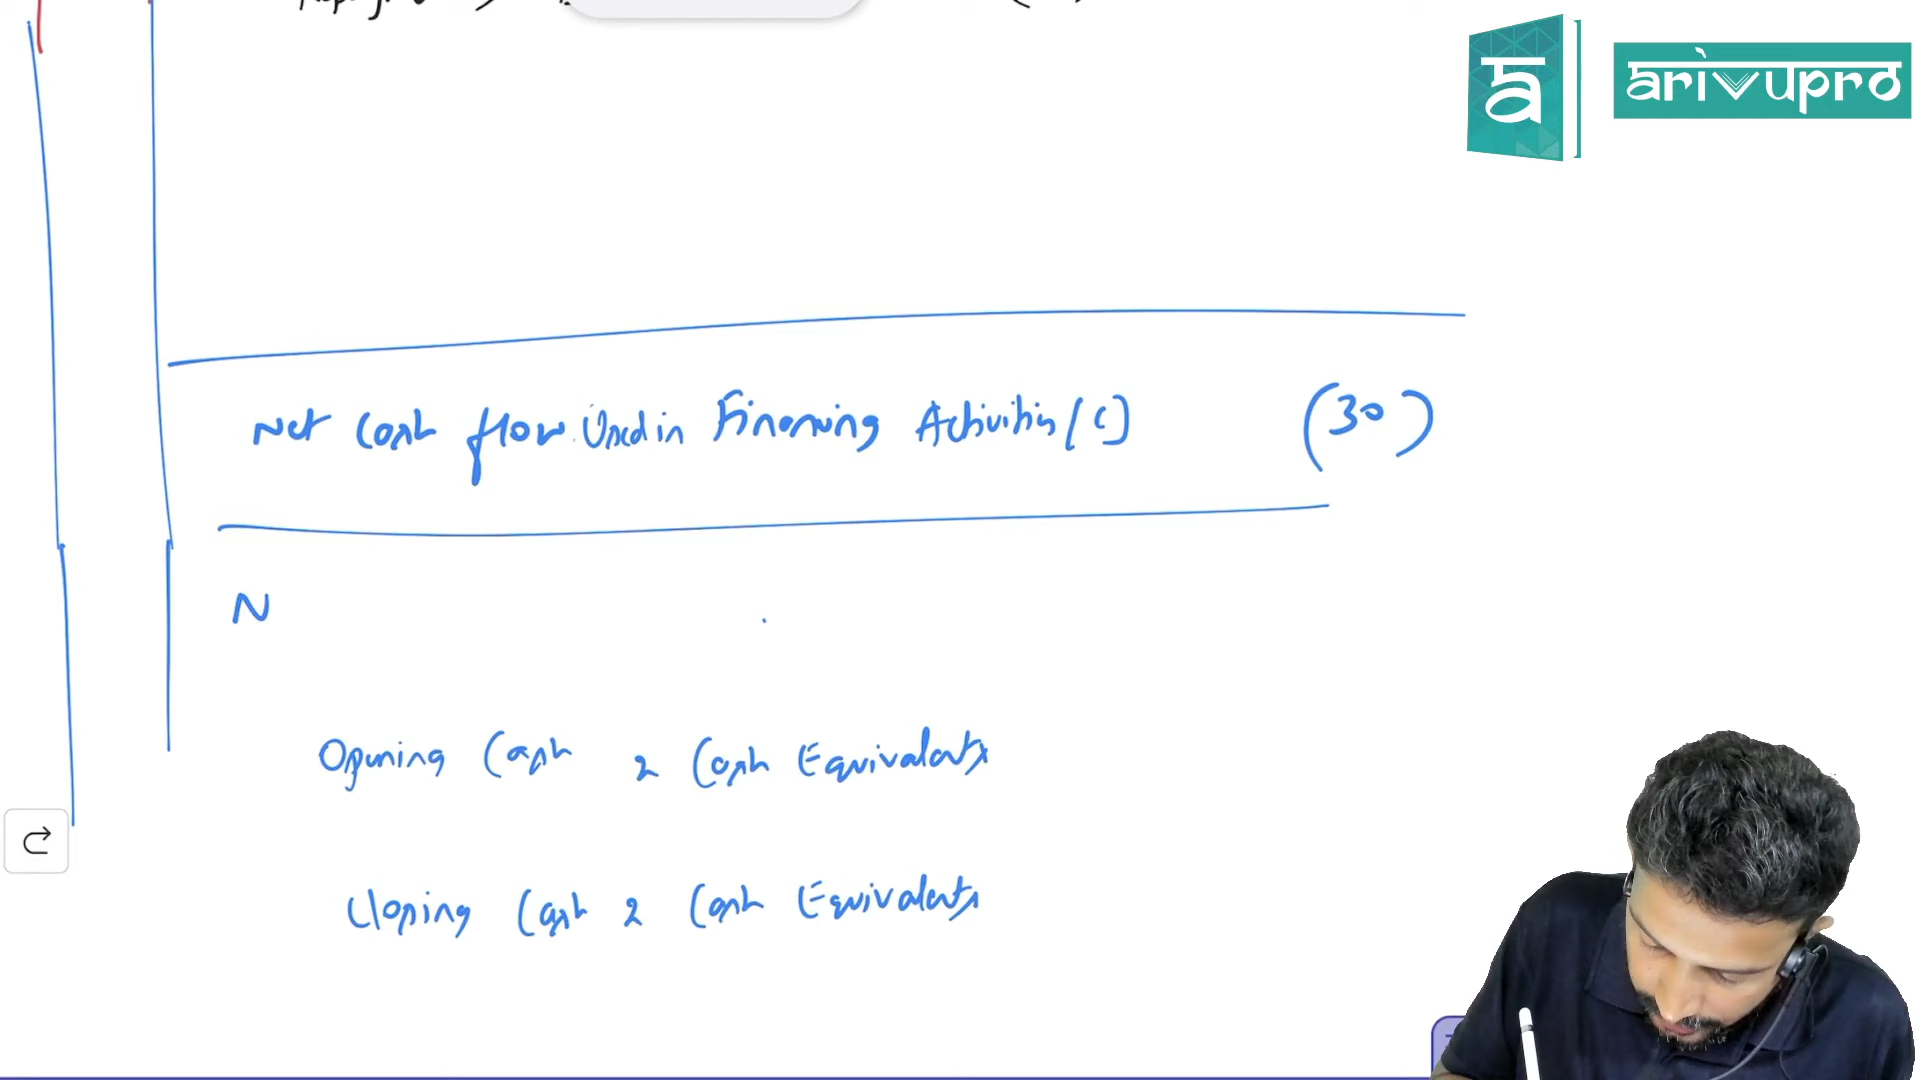 ā arivupro
Net Cash flow Used in Financing Activities (C) (30)
N
Opening Cash & Cash Equivalents
Closing Cash & Cash Equivalents